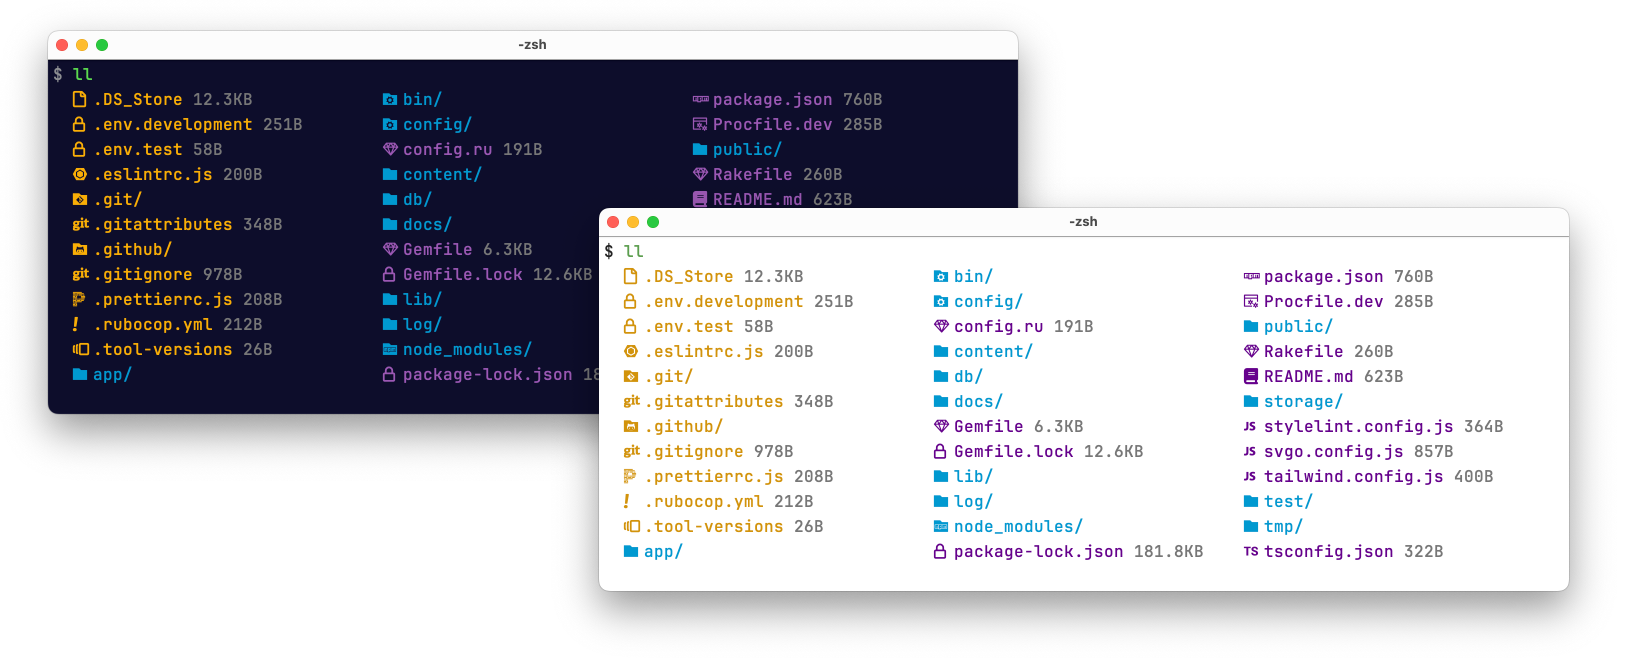 -zsh
$ ll
.DS_Store 12.3KB bin/ package.json 760B
.env.development 251B config/ Procfile.dev 285B
.env.test 58B config.ru 191B public/
.eslintrc.js 200B content/ Rakefile 260B
.git/ db/ README.md 623B
git .gitattributes 348B docs/
.github/ Gemfile 6.3KB
git .gitignore 978B Gemfile.lock 12.6KB
.prettierrc.js 208B lib/
! .rubocop.yml 212B log/
.tool-versions 26B node_modules/
app/ package-lock.json 18
-zsh
$ ll
.DS_Store 12.3KB bin/ package.json 760B
.env.development 251B config/ Procfile.dev 285B
.env.test 58B config.ru 191B public/
.eslintrc.js 200B content/ Rakefile 260B
.git/ db/ README.md 623B
git .gitattributes 348B docs/ storage/
.github/ Gemfile 6.3KB JS stylelint.config.js 364B
git .gitignore 978B Gemfile.lock 12.6KB JS svgo.config.js 857B
.prettierrc.js 208B lib/ JS tailwind.config.js 400B
! .rubocop.yml 212B log/ test/
.tool-versions 26B node_modules/ tmp/
app/ package-lock.json 181.8KB TS tsconfig.json 322B